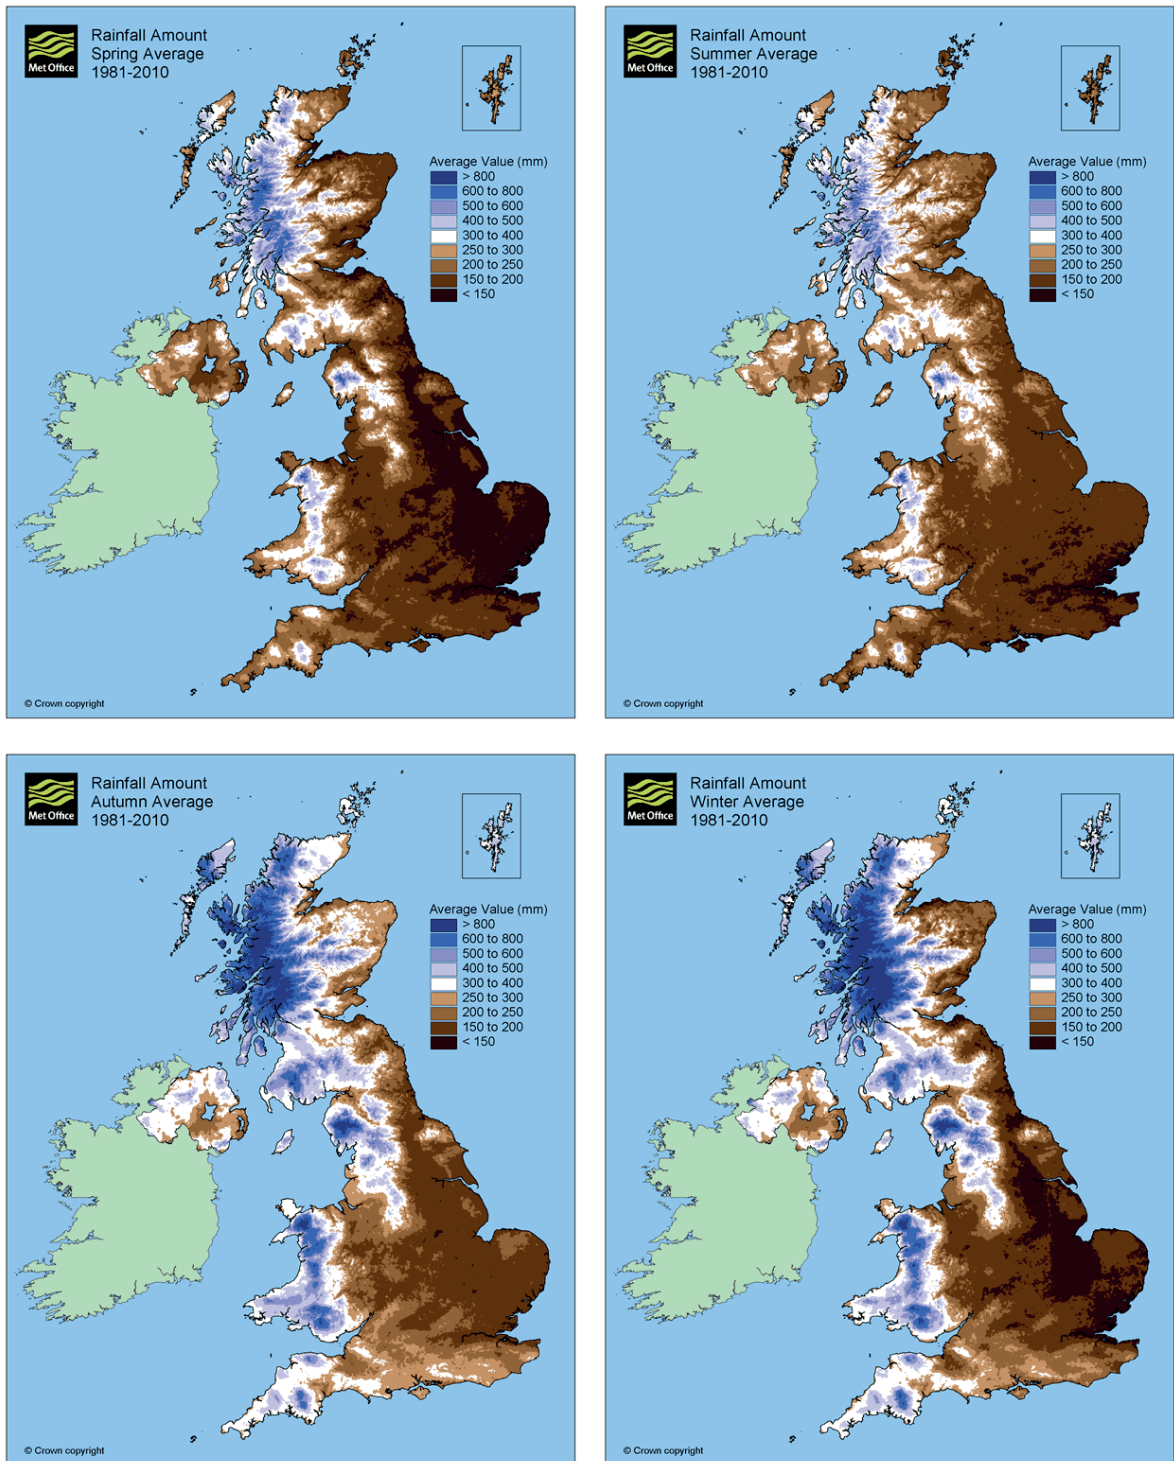 Met Office
Rainfall Amount
Spring Average
1981-2010
Average Value (mm)
> 800
600 to 800
500 to 600
400 to 500
300 to 400
250 to 300
200 to 250
150 to 200
< 150
© Crown copyright
Met Office
Rainfall Amount
Summer Average
1981-2010
Average Value (mm)
> 800
600 to 800
500 to 600
400 to 500
300 to 400
250 to 300
200 to 250
150 to 200
< 150
© Crown copyright
Met Office
Rainfall Amount
Autumn Average
1981-2010
Average Value (mm)
> 800
600 to 800
500 to 600
400 to 500
300 to 400
250 to 300
200 to 250
150 to 200
< 150
© Crown copyright
Met Office
Rainfall Amount
Winter Average
1981-2010
Average Value (mm)
> 800
600 to 800
500 to 600
400 to 500
300 to 400
250 to 300
200 to 250
150 to 200
< 150
© Crown copyright